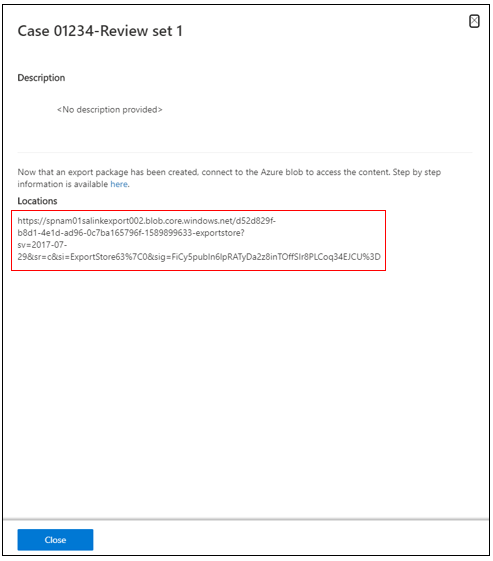 Case 01234-Review set 1
Description
<No description provided>
Now that an export package has been created, connect to the Azure blob to access the content. Step by step
information is available here.
Locations
https://spnam01salinkexport002.blob.core.windows.net/d52d829f-
b8d1-4e1d-ad96-0c7ba165796f-1589899633-exportstore?
sv=2017-07-
29&sr=c&si=ExportStore63%7C0&sig=FiCy5publn6IpRATyDa2z8inTOffSIr8PLCoq34EJCU%3D
Close